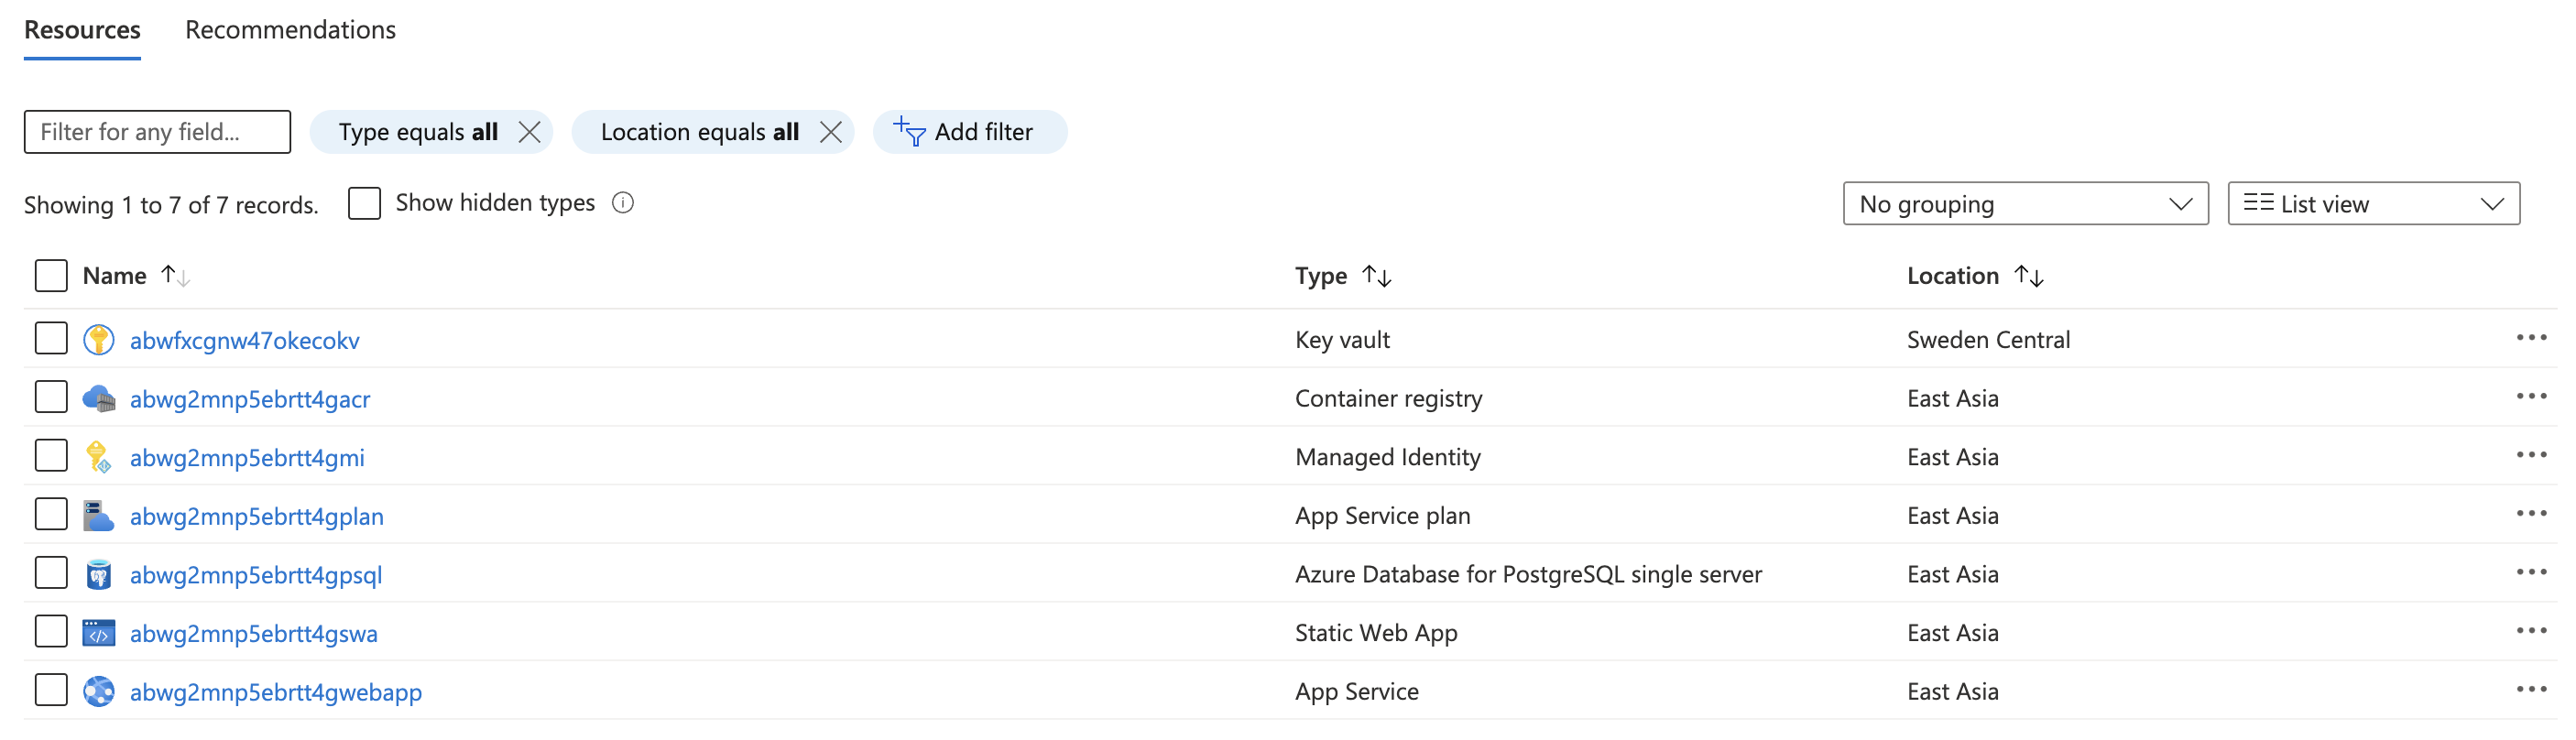 Resources Recommendations
Filter for any field... Type equals all Location equals all Add filter
Showing 1 to 7 of 7 records. Show hidden types No grouping List view
Name Type Location
abwfxcgnw47okecokv Key vault Sweden Central
abwg2mnp5ebrtt4gacr Container registry East Asia
abwg2mnp5ebrtt4gmi Managed Identity East Asia
abwg2mnp5ebrtt4gplan App Service plan East Asia
abwg2mnp5ebrtt4gpsql Azure Database for PostgreSQL single server East Asia
abwg2mnp5ebrtt4gswa Static Web App East Asia
abwg2mnp5ebrtt4gwebapp App Service East Asia